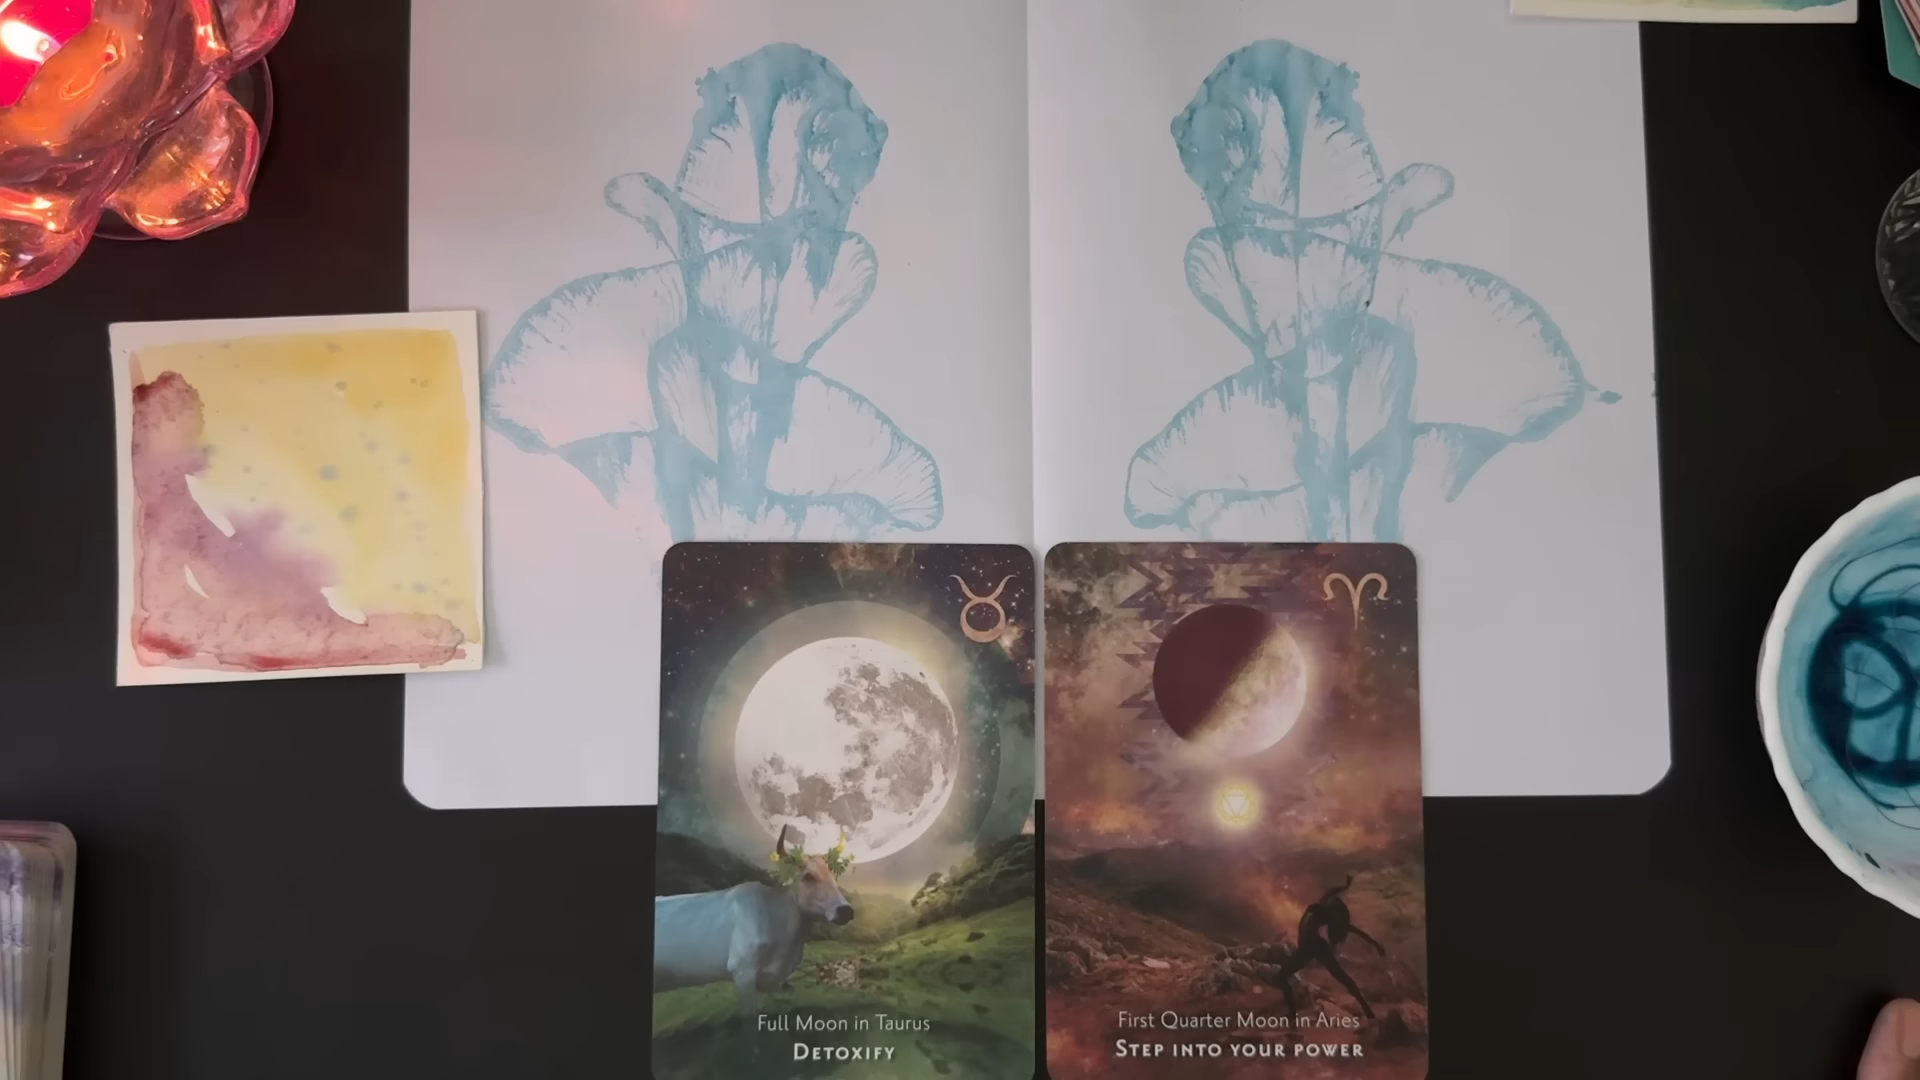 Full Moon in Taurus
DETOXIFY
First Quarter Moon in Aries
STEP INTO YOUR POWER